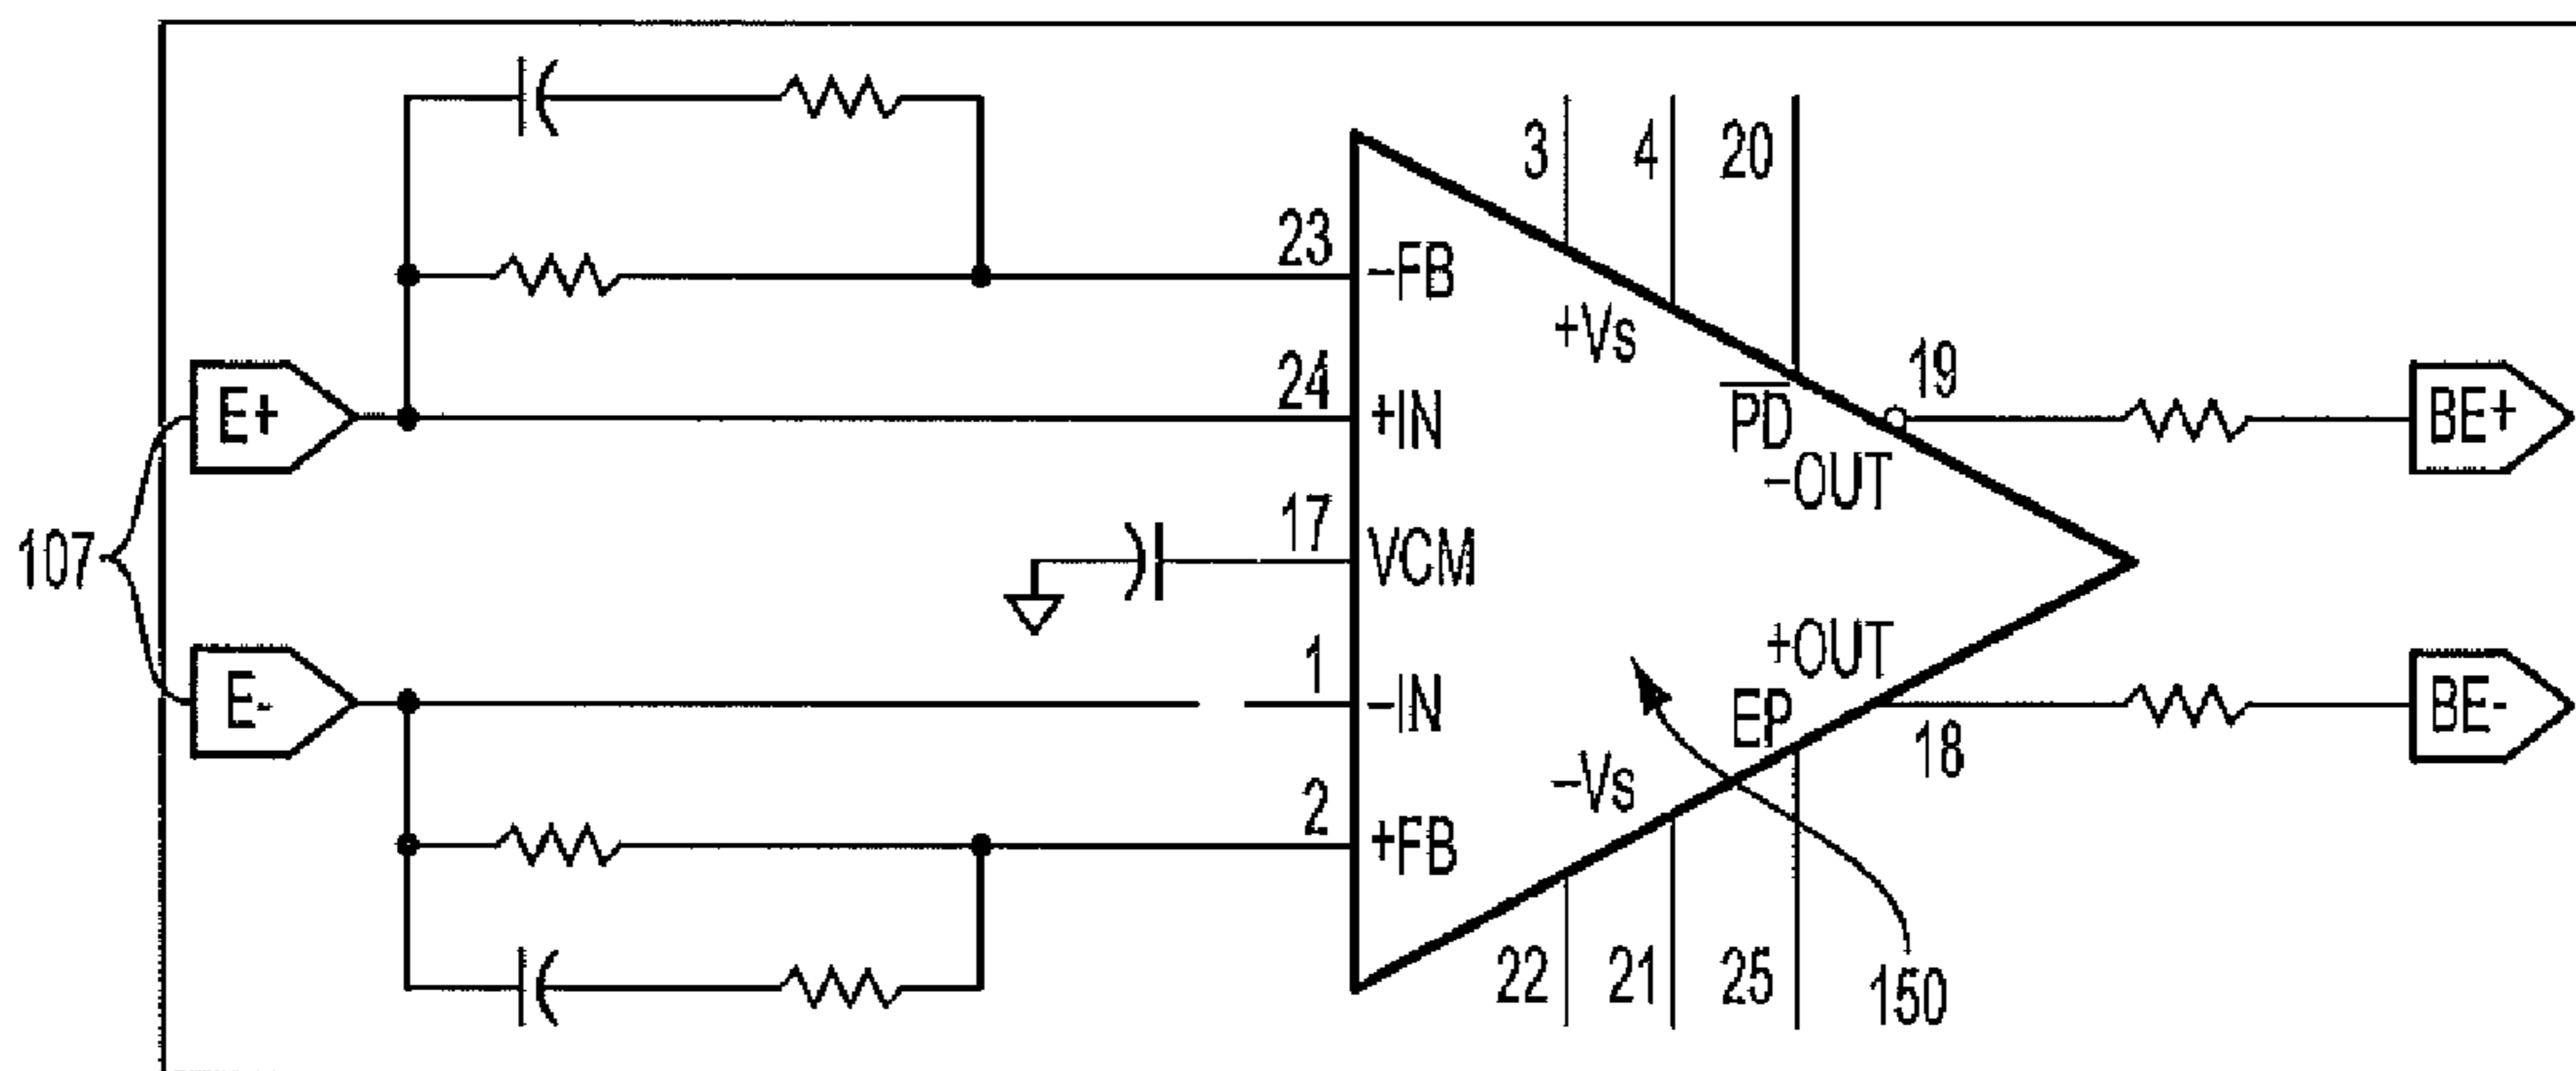 3 4 20
23 -FB
+Vs
24 +IN
E+
P̅D̅
19
-OUT
BE+
17 VCM
107
1 -IN
E-
+OUT
EP
18
BE-
-Vs
2 +FB
22 21 25
150